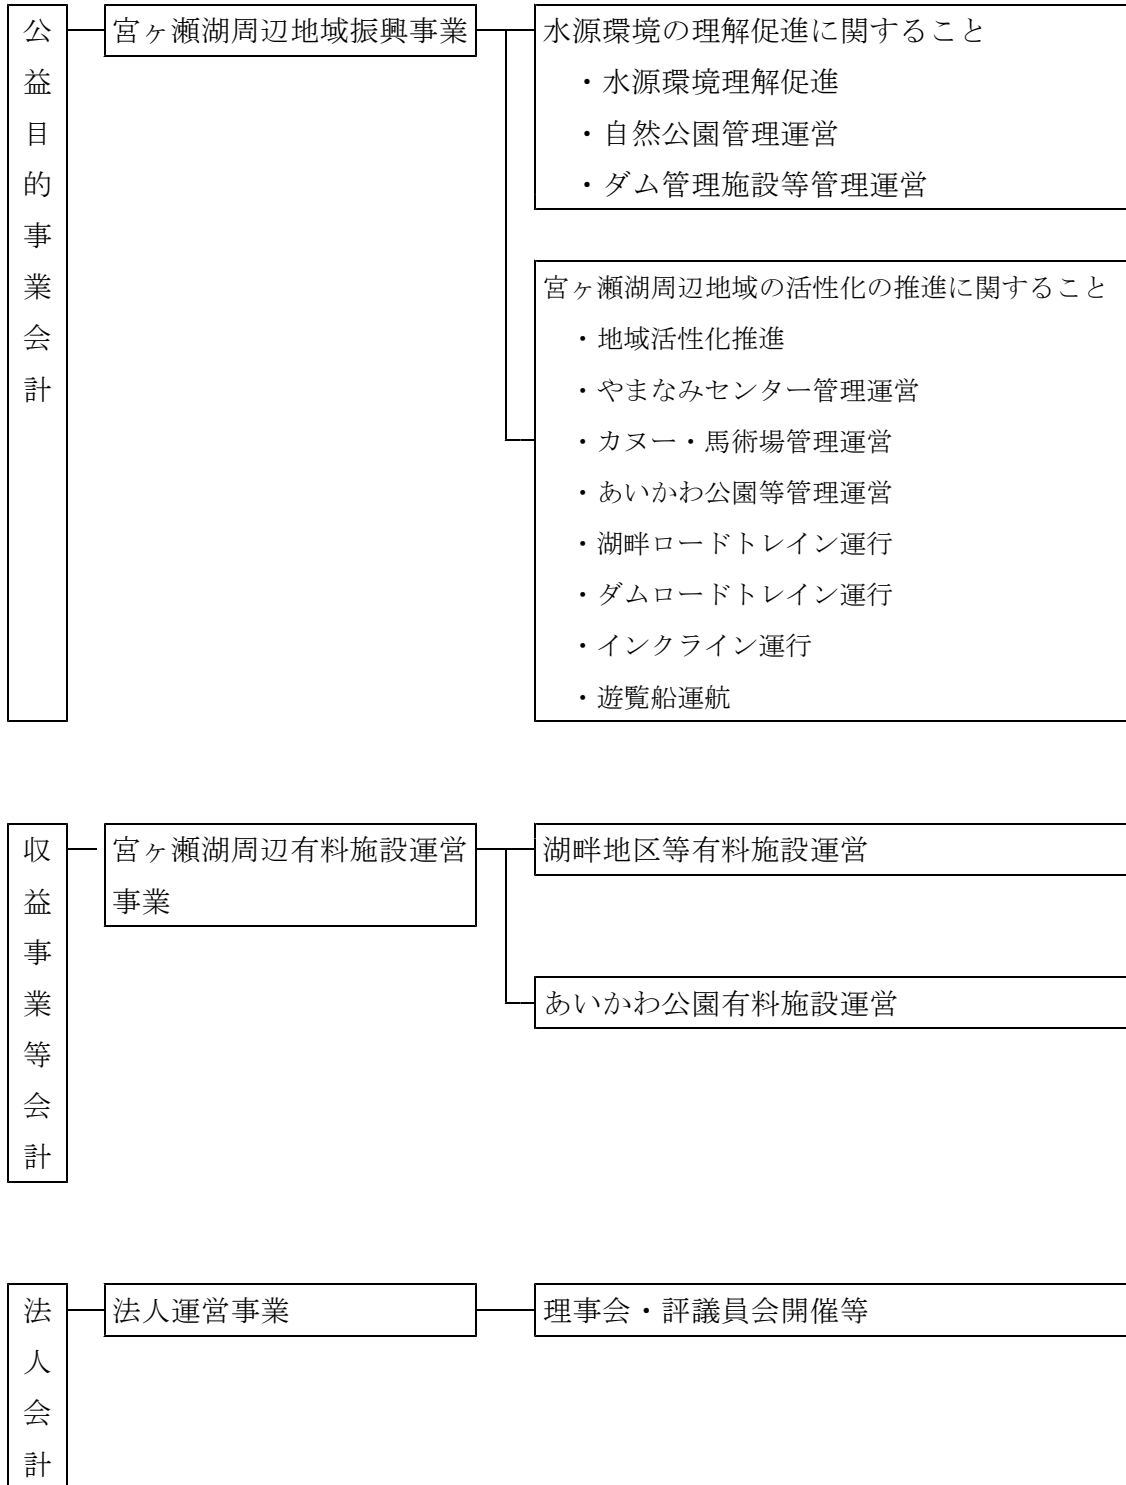 公益目的事業会計
宮ヶ瀬湖周辺地域振興事業
水源環境の理解促進に関すること
・水源環境理解促進
・自然公園管理運営
・ダム管理施設等管理運営
宮ヶ瀬湖周辺地域の活性化の推進に関すること
・地域活性化推進
・やまなみセンター管理運営
・カヌー・馬術場管理運営
・あいかわ公園等管理運営
・湖畔ロードトレイン運行
・ダムロードトレイン運行
・インクライン運行
・遊覧船運航
収益事業等会計
宮ヶ瀬湖周辺有料施設運営
事業
湖畔地区等有料施設運営
あいかわ公園有料施設運営
法人会計
法人運営事業
理事会・評議員会開催等